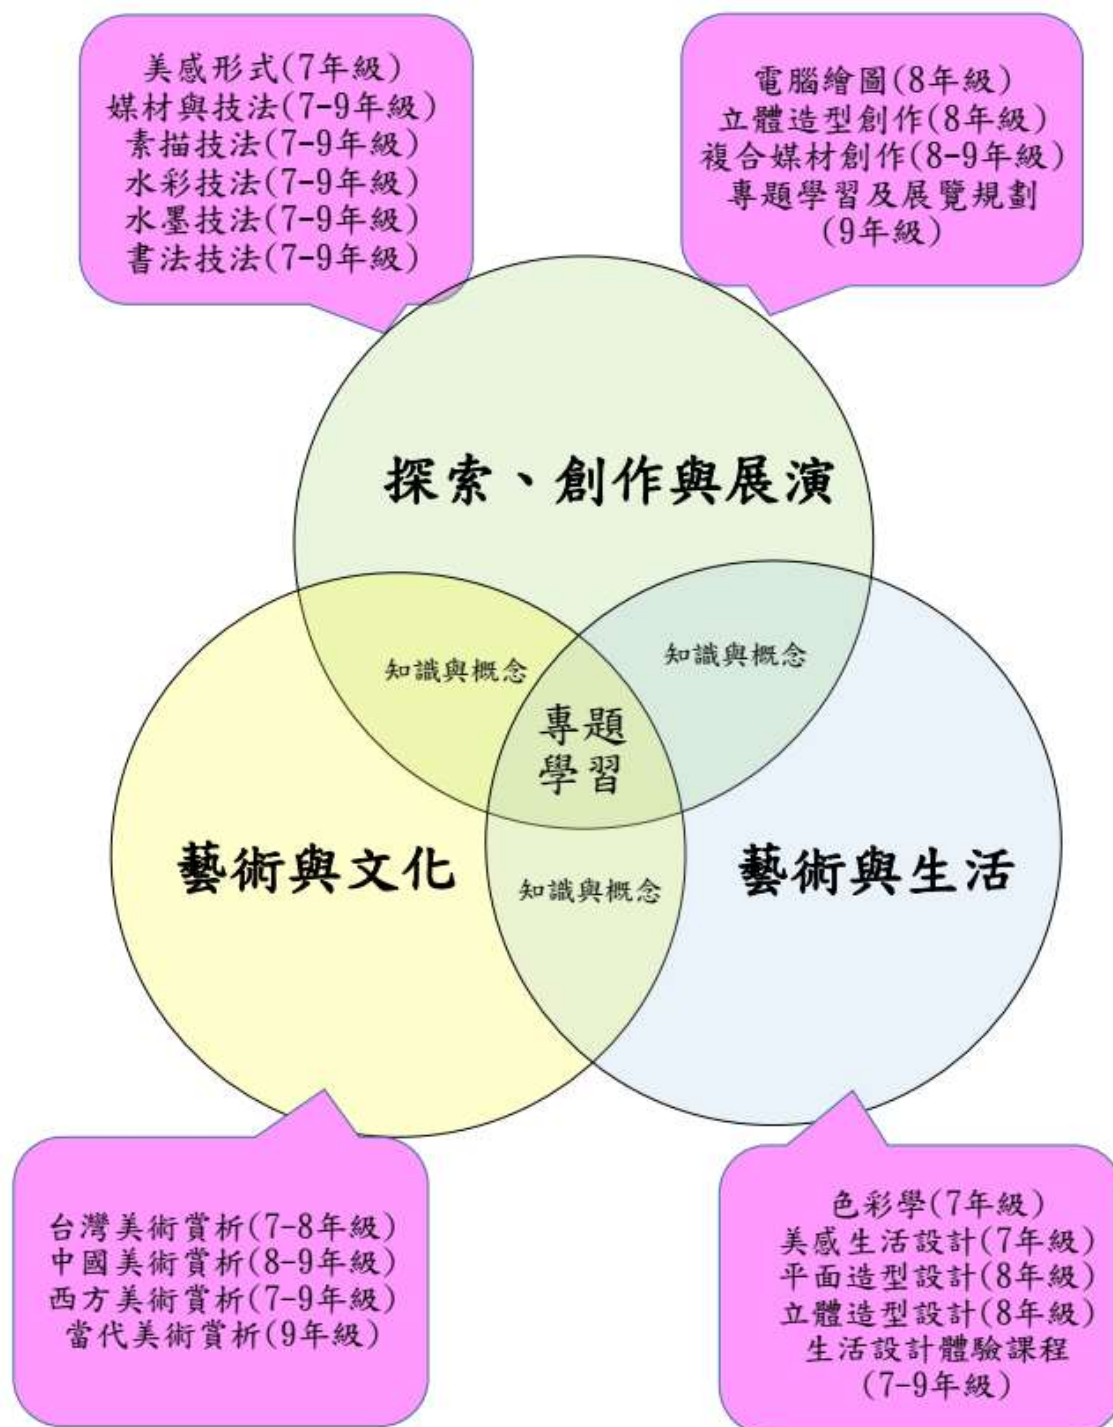 美感形式(7年級)
媒材與技法(7-9年級)
素描技法(7-9年級)
水彩技法(7-9年級)
水墨技法(7-9年級)
書法技法(7-9年級)
電腦繪圖(8年級)
立體造型創作(8年級)
複合媒材創作(8-9年級)
專題學習及展覽規劃
(9年級)
探索、創作與展演
知識與概念
知識與概念
專題
學習
藝術與文化
藝術與生活
知識與概念
台灣美術賞析(7-8年級)
中國美術賞析(8-9年級)
西方美術賞析(7-9年級)
當代美術賞析(9年級)
色彩學(7年級)
美感生活設計(7年級)
平面造型設計(8年級)
立體造型設計(8年級)
生活設計體驗課程
(7-9年級)